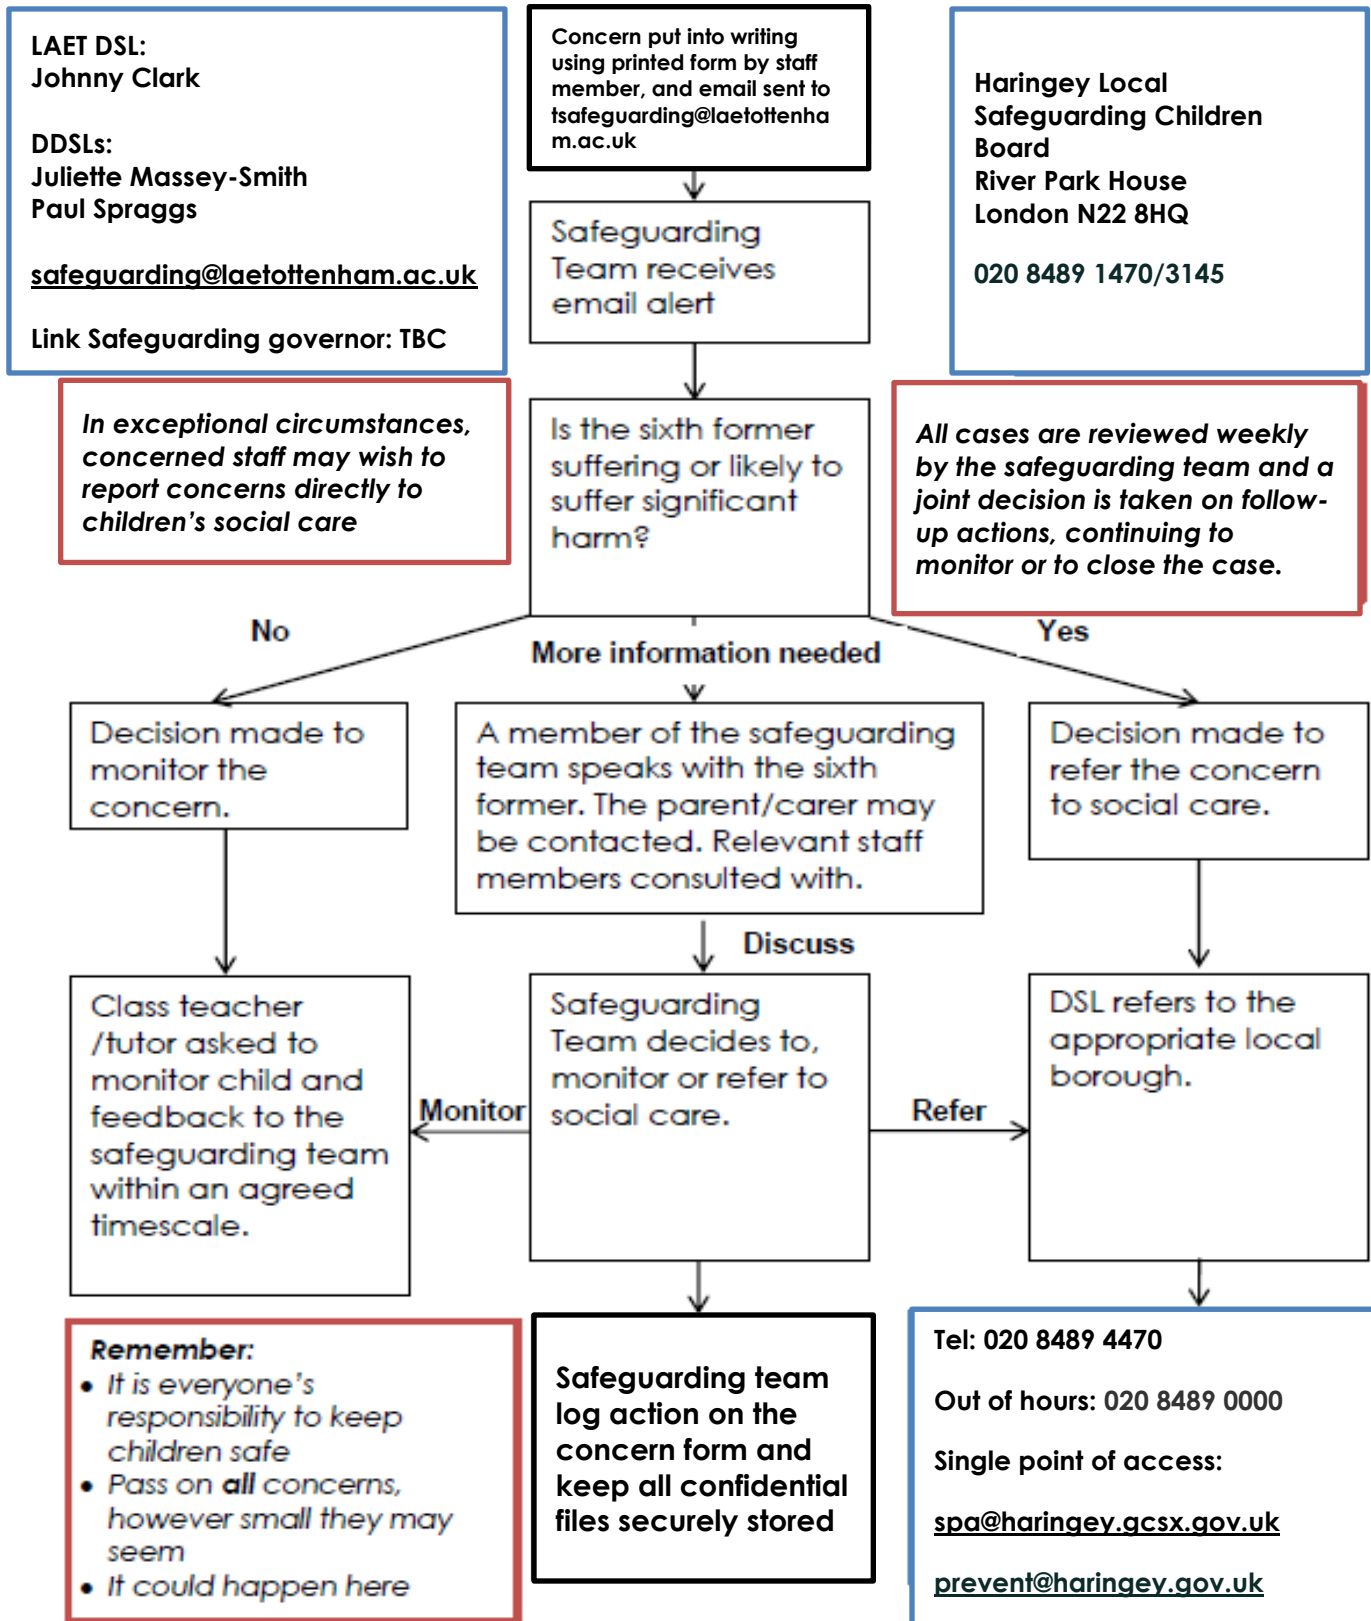 LAET DSL:
Johnny Clark
DDSLs:
Juliette Massey-Smith
Paul Spraggs
safeguarding@laetottenham.ac.uk
Link Safeguarding governor: TBC
Concern put into writing
using printed form by staff
member, and email sent to
tsafeguarding@laetottenha
m.ac.uk
Haringey Local
Safeguarding Children
Board
River Park House
London N22 8HQ
020 8489 1470/3145
Safeguarding
Team receives
email alert
In exceptional circumstances,
concerned staff may wish to
report concerns directly to
children’s social care
Is the sixth former
suffering or likely to
suffer significant
harm?
All cases are reviewed weekly
by the safeguarding team and a
joint decision is taken on follow-
up actions, continuing to
monitor or to close the case.
No
More information needed
Yes
Decision made to
monitor the
concern.
A member of the safeguarding
team speaks with the sixth
former. The parent/carer may
be contacted. Relevant staff
members consulted with.
Decision made to
refer the concern
to social care.
Discuss
Class teacher
/tutor asked to
monitor child and
feedback to the
safeguarding team
within an agreed
timescale.
Monitor
Safeguarding
Team decides to,
monitor or refer to
social care.
Refer
DSL refers to the
appropriate local
borough.
Remember:
• It is everyone’s
responsibility to keep
children safe
• Pass on all concerns,
however small they may
seem
• It could happen here
Safeguarding team
log action on the
concern form and
keep all confidential
files securely stored
Tel: 020 8489 4470
Out of hours: 020 8489 0000
Single point of access:
spa@haringey.gcsx.gov.uk
prevent@haringey.gov.uk